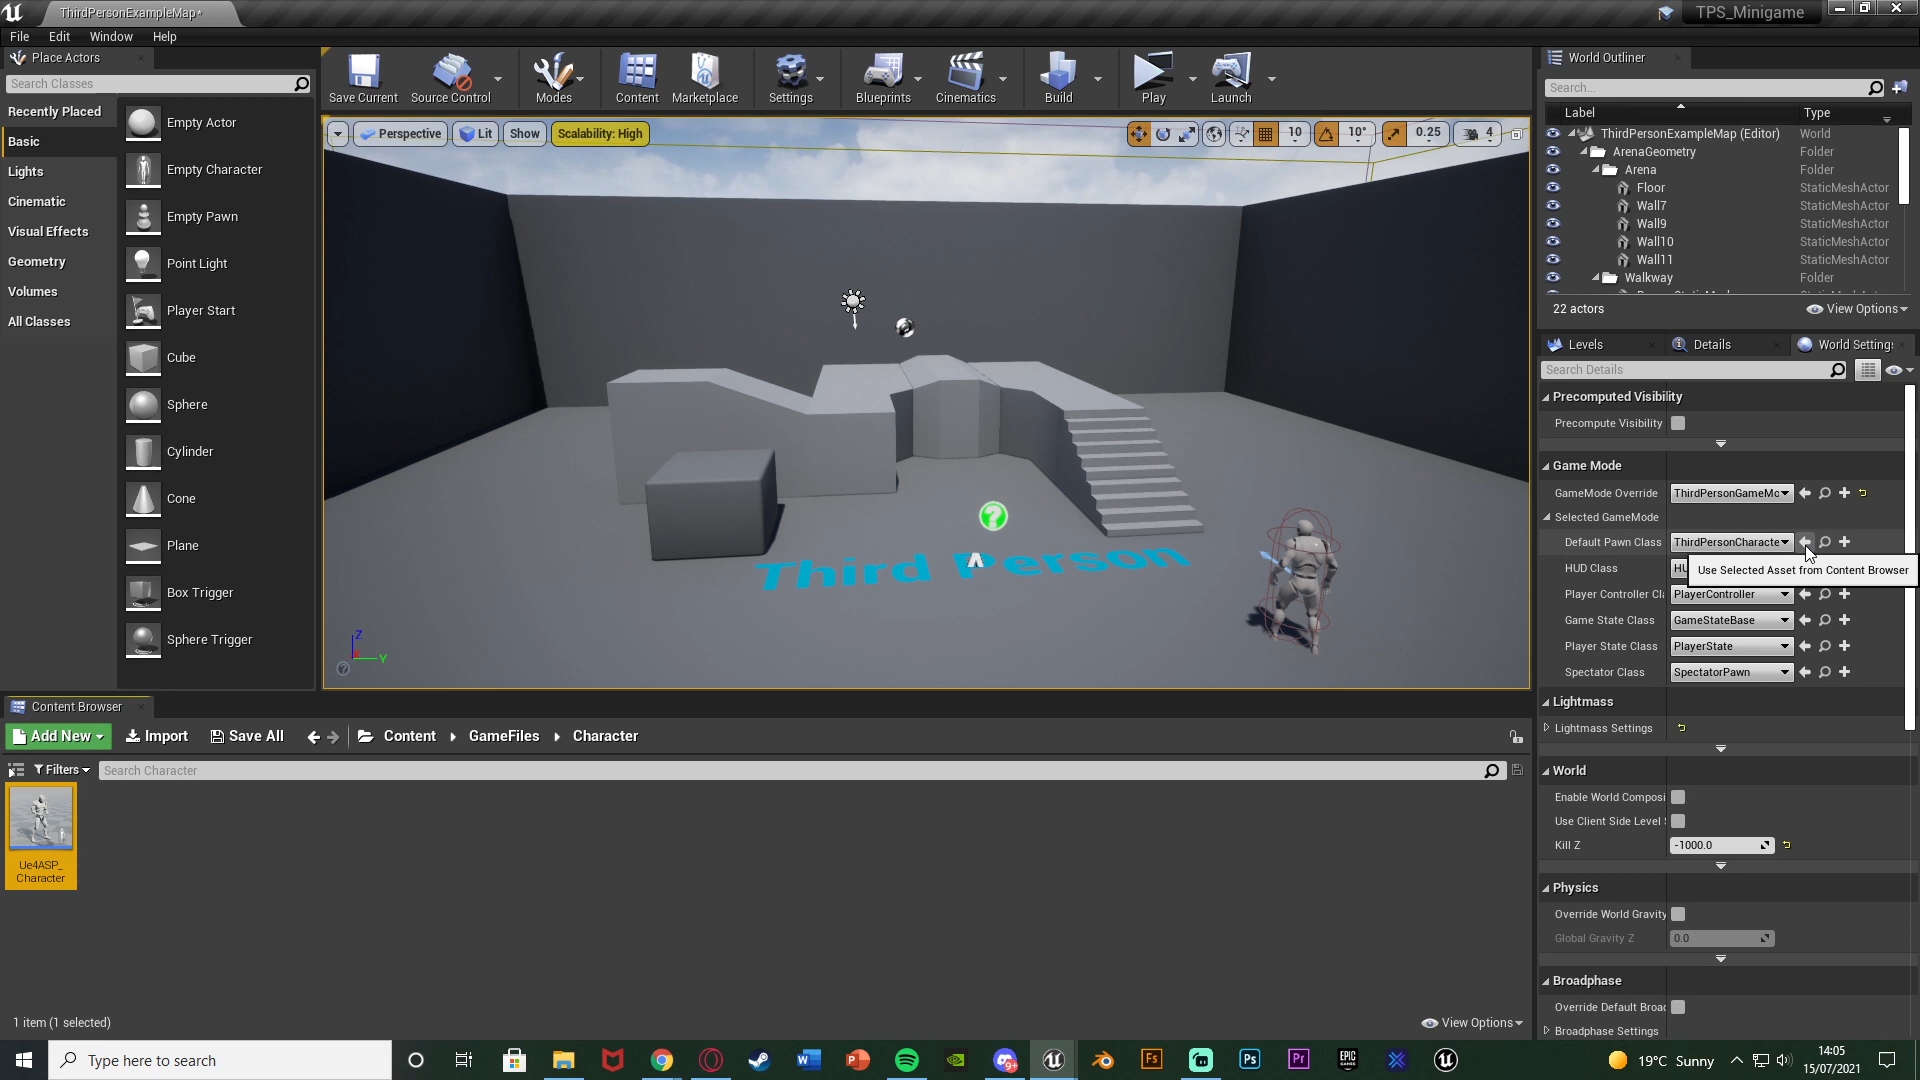 ThirdPersonExampleMap*
TPS_Minigame
File Edit Window Help
Place Actors
Search Classes
Recently Placed
Basic
Lights
Cinematic
Visual Effects
Geometry
Volumes
All Classes
Empty Actor
Empty Character
Empty Pawn
Point Light
Player Start
Cube
Sphere
Cylinder
Cone
Plane
Box Trigger
Sphere Trigger
Save Current
Source Control
Modes
Content
Marketplace
Settings
Blueprints
Cinematics
Build
Play
Launch
Perspective
Lit
Show
Scalability: High
10
10°
0.25
4
Third Person
Z
X
Y
World Outliner
Search...
Label Type
ThirdPersonExampleMap (Editor) World
ArenaGeometry Folder
Arena Folder
Floor StaticMeshActor
Wall7 StaticMeshActor
Wall9 StaticMeshActor
Wall10 StaticMeshActor
Wall11 StaticMeshActor
Walkway Folder
22 actors
View Options
Levels
Details
World Settings
Search Details
Precomputed Visibility
Precompute Visibility
Game Mode
GameMode Override ThirdPersonGameMo
Selected GameMode
Default Pawn Class ThirdPersonCharacte
HUD Class HU
Use Selected Asset from Content Browser
Player Controller Cl PlayerController
Game State Class GameStateBase
Player State Class PlayerState
Spectator Class SpectatorPawn
Lightmass
Lightmass Settings
World
Enable World Composi
Use Client Side Level
Kill Z -1000.0
Physics
Override World Gravity
Global Gravity Z 0.0
Broadphase
Override Default Broad
Broadphase Settings
Content Browser
Add New
Import
Save All
Content
GameFiles
Character
Filters
Search Character
Ue4ASP_
Character
1 item (1 selected)
View Options
Type here to search
9+
Fs
Ps
Pr
EPIC
GAMES
19°C Sunny
14:05
15/07/2021